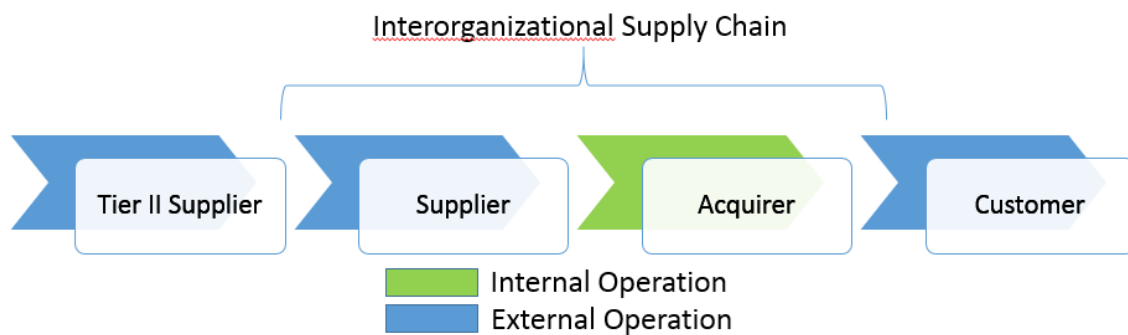 Interorganizational Supply Chain
Tier II Supplier
Supplier
Acquirer
Customer
Internal Operation
External Operation